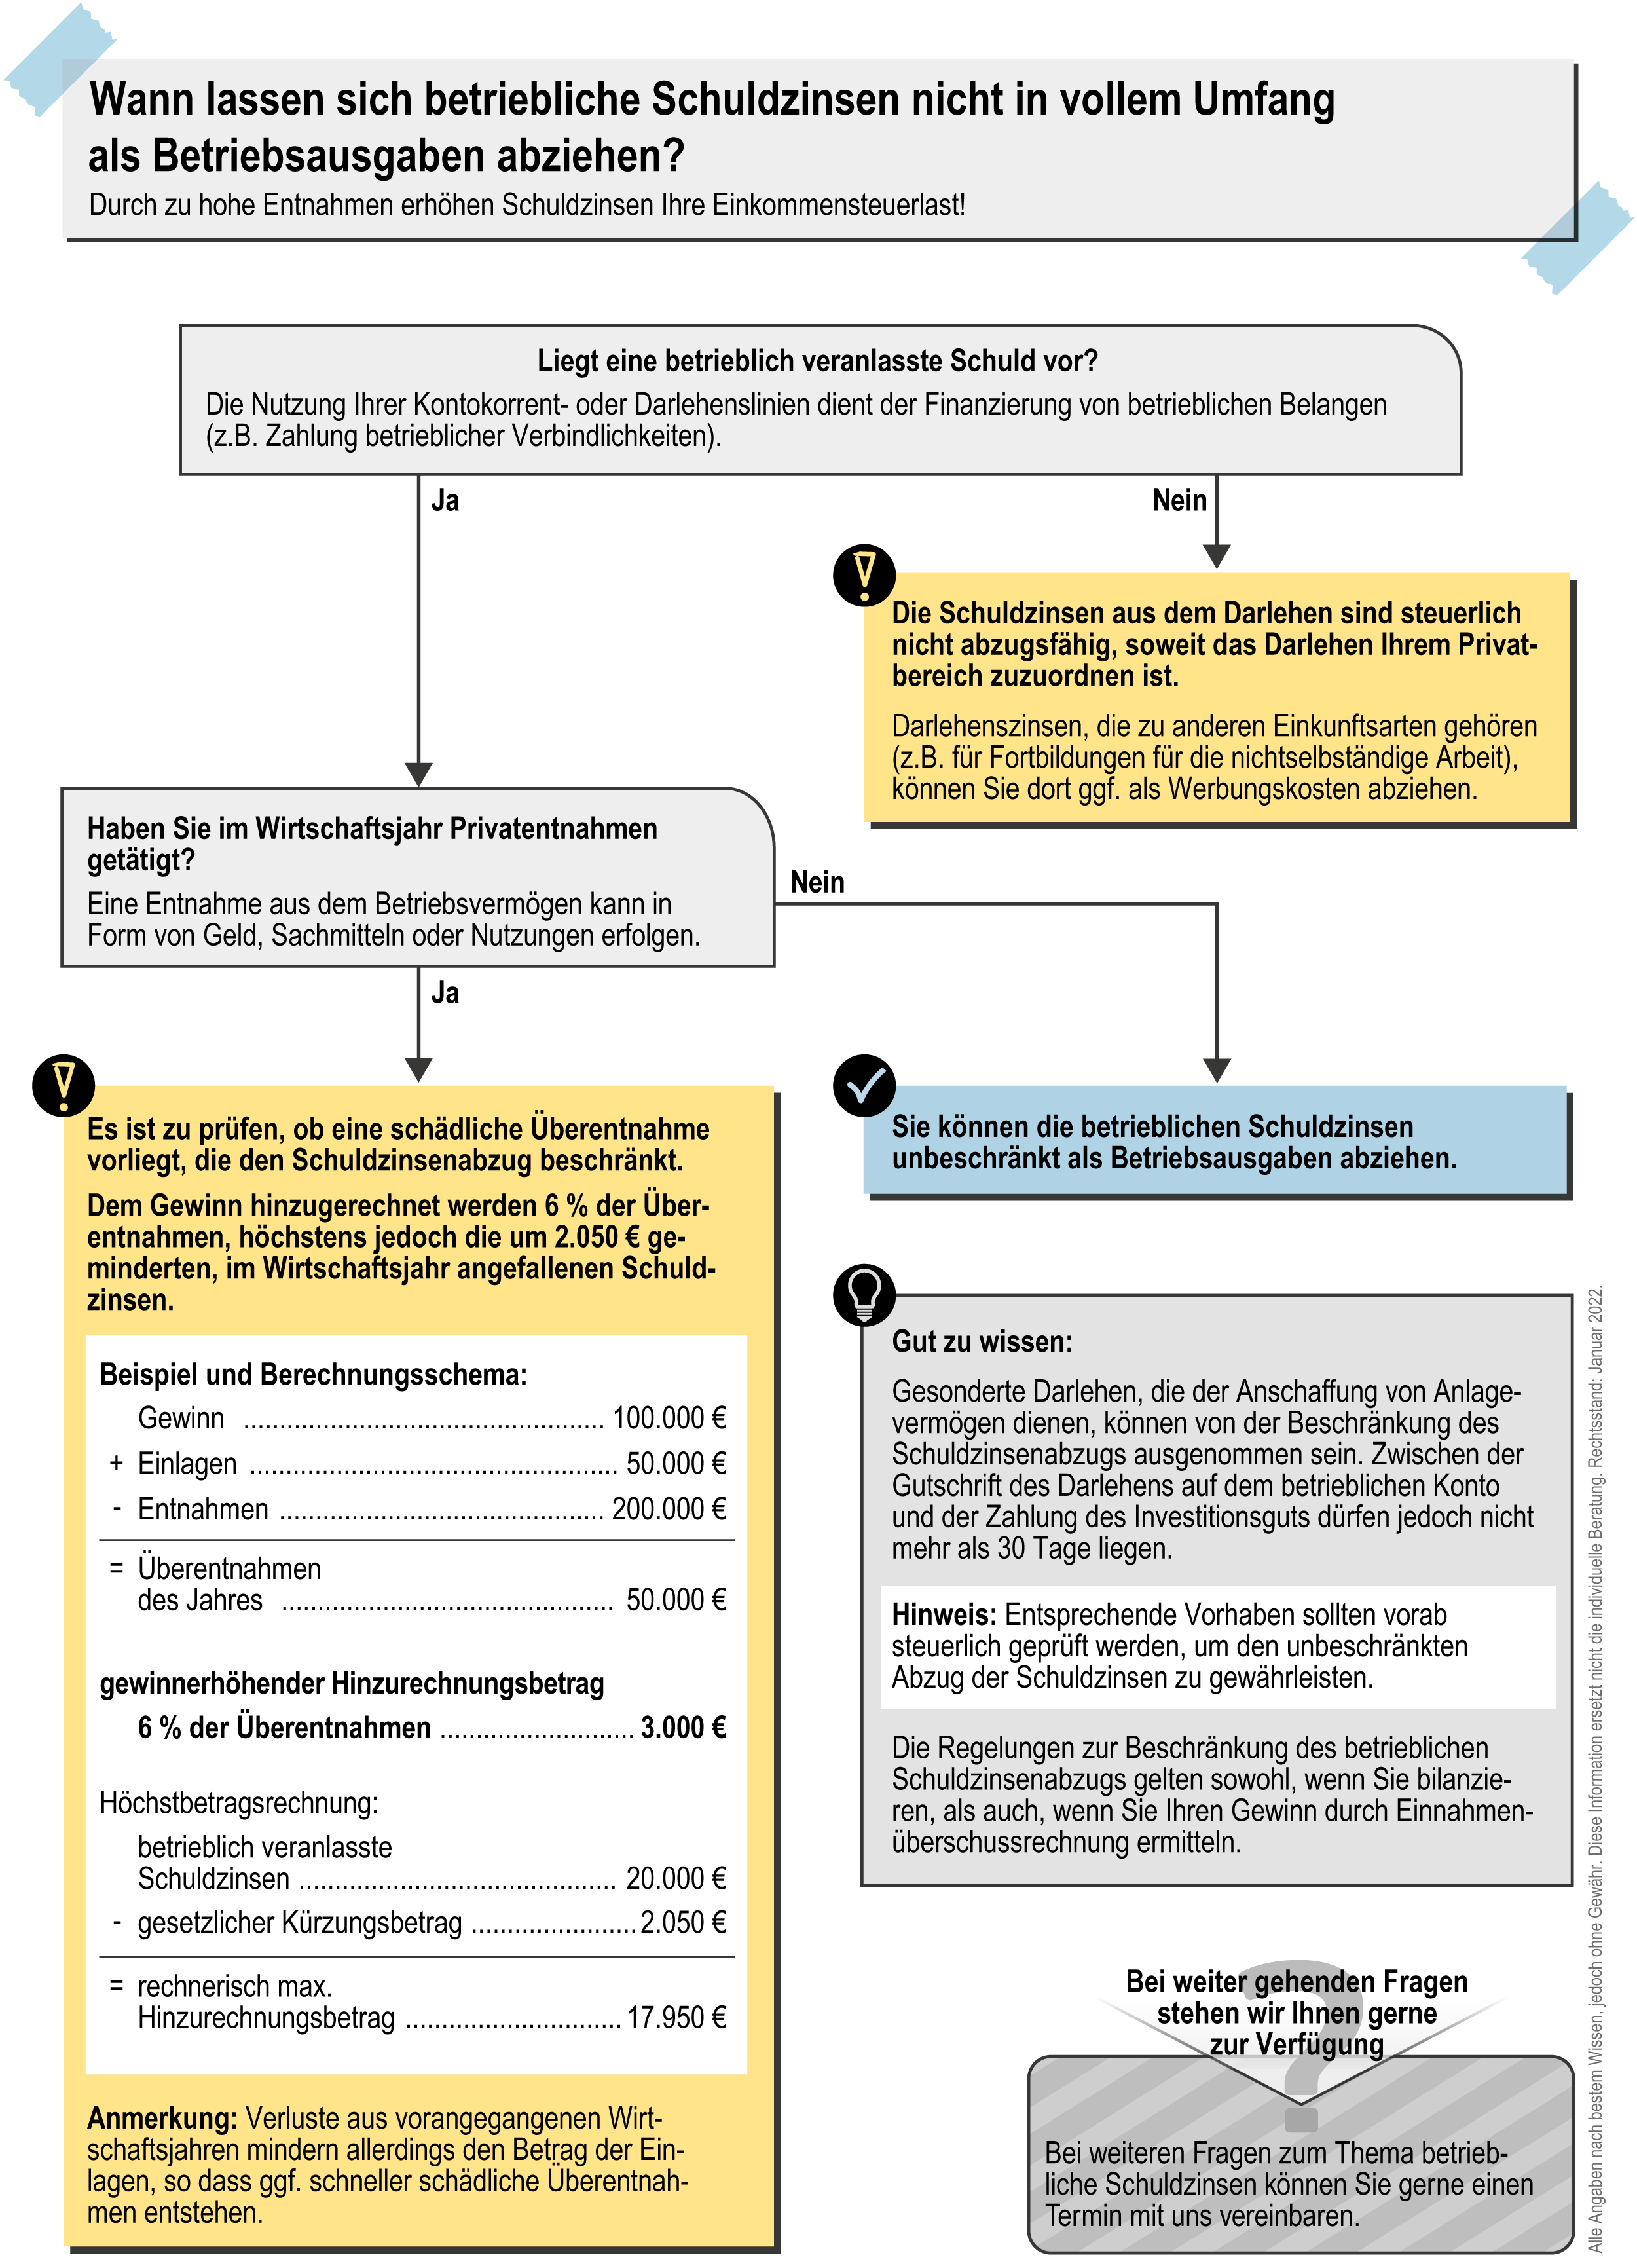 Wann lassen sich betriebliche Schuldzinsen nicht in vollem Umfang
als Betriebsausgaben abziehen?
Durch zu hohe Entnahmen erhöhen Schuldzinsen Ihre Einkommensteuerlast!
Liegt eine betrieblich veranlasste Schuld vor?
Die Nutzung Ihrer Kontokorrent- oder Darlehenslinien dient der Finanzierung von betrieblichen Belangen
(z.B. Zahlung betrieblicher Verbindlichkeiten).
Ja
Nein
Die Schuldzinsen aus dem Darlehen sind steuerlich
nicht abzugsfähig, soweit das Darlehen Ihrem Privat-
bereich zuzuordnen ist.
Darlehenszinsen, die zu anderen Einkunftsarten gehören
(z.B. für Fortbildungen für die nichtselbständige Arbeit),
können Sie dort ggf. als Werbungskosten abziehen.
Haben Sie im Wirtschaftsjahr Privatentnahmen
getätigt?
Eine Entnahme aus dem Betriebsvermögen kann in
Form von Geld, Sachmitteln oder Nutzungen erfolgen.
Nein
Ja
Es ist zu prüfen, ob eine schädliche Überentnahme
vorliegt, die den Schuldzinsenabzug beschränkt.
Dem Gewinn hinzugerechnet werden 6 % der Über-
entnahmen, höchstens jedoch die um 2.050 € ge-
minderten, im Wirtschaftsjahr angefallenen Schuld-
zinsen.
Beispiel und Berechnungsschema:
Gewinn .................................................. 100.000 €
+ Einlagen ................................................... 50.000 €
- Entnahmen ............................................. 200.000 €
= Überentnahmen
des Jahres .............................................. 50.000 €
gewinnerhöhender Hinzurechnungsbetrag
6 % der Überentnahmen ........................... 3.000 €
Höchstbetragsrechnung:
betrieblich veranlasste
Schuldzinsen ............................................ 20.000 €
- gesetzlicher Kürzungsbetrag ....................... 2.050 €
= rechnerisch max.
Hinzurechnungsbetrag .............................. 17.950 €
Anmerkung: Verluste aus vorangegangenen Wirt-
schaftsjahren mindern allerdings den Betrag der Ein-
lagen, so dass ggf. schneller schädliche Überentnah-
men entstehen.
Sie können die betrieblichen Schuldzinsen
unbeschränkt als Betriebsausgaben abziehen.
Gut zu wissen:
Gesonderte Darlehen, die der Anschaffung von Anlage-
vermögen dienen, können von der Beschränkung des
Schuldzinsenabzugs ausgenommen sein. Zwischen der
Gutschrift des Darlehens auf dem betrieblichen Konto
und der Zahlung des Investitionsguts dürfen jedoch nicht
mehr als 30 Tage liegen.
Hinweis: Entsprechende Vorhaben sollten vorab
steuerlich geprüft werden, um den unbeschränkten
Abzug der Schuldzinsen zu gewährleisten.
Die Regelungen zur Beschränkung des betrieblichen
Schuldzinsenabzugs gelten sowohl, wenn Sie bilanzie-
ren, als auch, wenn Sie Ihren Gewinn durch Einnahmen-
überschussrechnung ermitteln.
Bei weiter gehenden Fragen
stehen wir Ihnen gerne
zur Verfügung
?
Bei weiteren Fragen zum Thema betrieb-
liche Schuldzinsen können Sie gerne einen
Termin mit uns vereinbaren.
Alle Angaben nach bestem Wissen, jedoch ohne Gewähr. Diese Information ersetzt nicht die individuelle Beratung. Rechtsstand: Januar 2022.